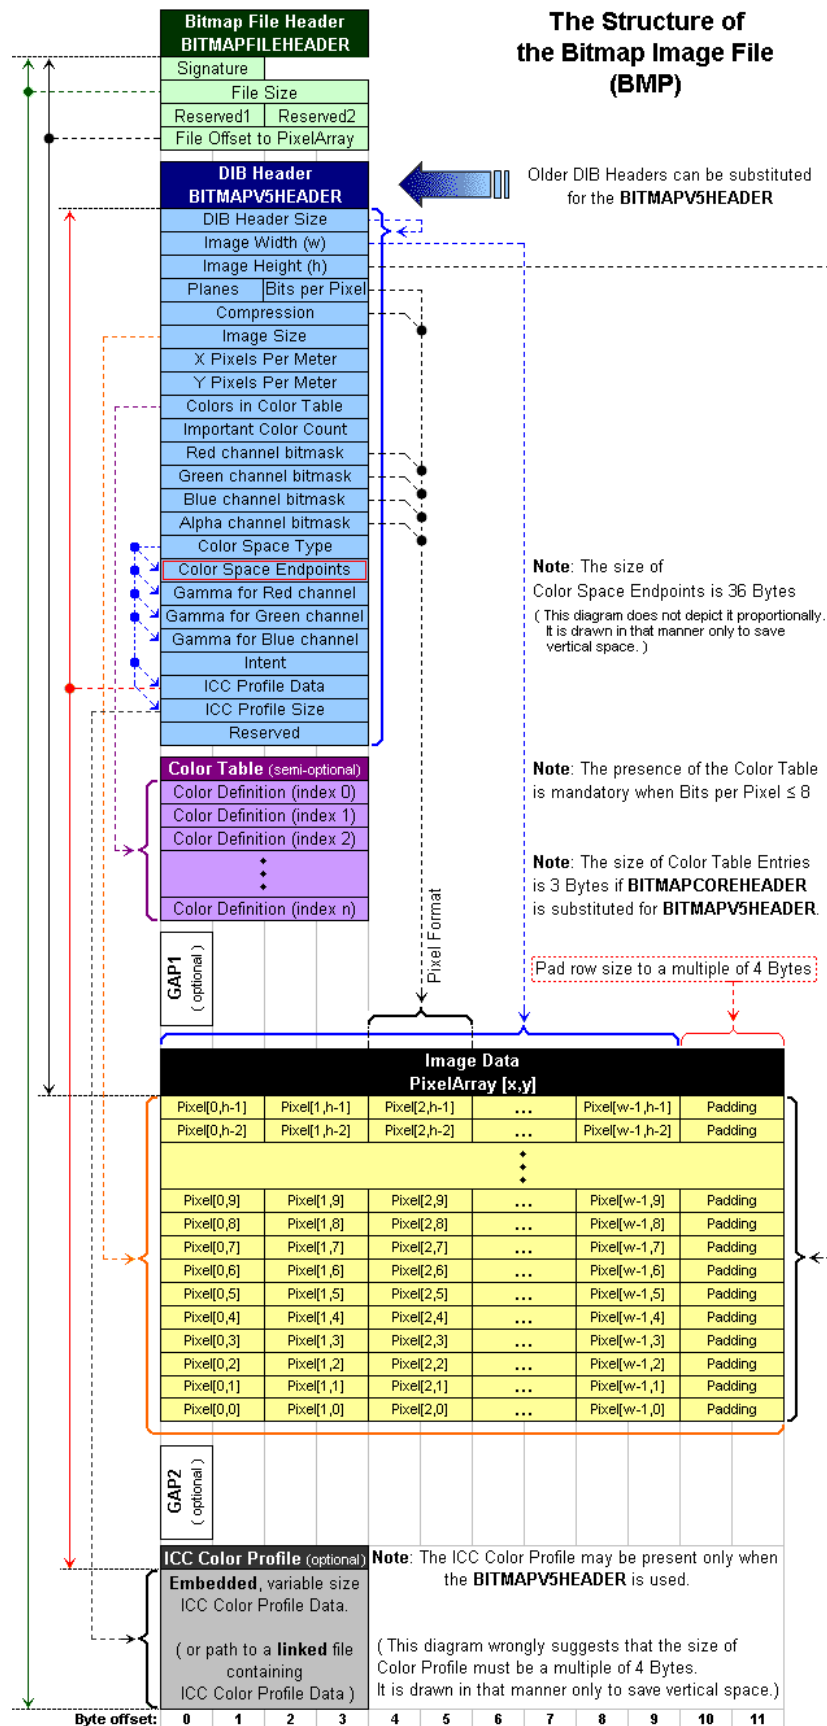 Bitmap File Header
BITMAPFILEHEADER
The Structure of
the Bitmap Image File
(BMP)
Signature
File Size
Reserved1 Reserved2
File Offset to PixelArray
DIB Header
BITMAPV5HEADER
Older DIB Headers can be substituted
for the BITMAPV5HEADER
DIB Header Size
Image Width (w)
Image Height (h)
Planes Bits per Pixel
Compression
Image Size
X Pixels Per Meter
Y Pixels Per Meter
Colors in Color Table
Important Color Count
Red channel bitmask
Green channel bitmask
Blue channel bitmask
Alpha channel bitmask
Color Space Type
Color Space Endpoints
Gamma for Red channel
Gamma for Green channel
Gamma for Blue channel
Intent
ICC Profile Data
ICC Profile Size
Reserved
Note: The size of
Color Space Endpoints is 36 Bytes
( This diagram does not depict it proportionally.
It is drawn in that manner only to save
vertical space. )
Color Table (semi-optional)
Color Definition (index 0)
Color Definition (index 1)
Color Definition (index 2)
Color Definition (index n)
Note: The presence of the Color Table
is mandatory when Bits per Pixel ≤ 8
Note: The size of Color Table Entries
is 3 Bytes if BITMAPCOREHEADER
is substituted for BITMAPV5HEADER.
GAP1
( optional )
Pixel Format
Pad row size to a multiple of 4 Bytes
Image Data
PixelArray [x,y]
Pixel[0,h-1] Pixel[1,h-1] Pixel[2,h-1] ... Pixel[w-1,h-1] Padding
Pixel[0,h-2] Pixel[1,h-2] Pixel[2,h-2] ... Pixel[w-1,h-2] Padding
Pixel[0,9] Pixel[1,9] Pixel[2,9] ... Pixel[w-1,9] Padding
Pixel[0,8] Pixel[1,8] Pixel[2,8] ... Pixel[w-1,8] Padding
Pixel[0,7] Pixel[1,7] Pixel[2,7] ... Pixel[w-1,7] Padding
Pixel[0,6] Pixel[1,6] Pixel[2,6] ... Pixel[w-1,6] Padding
Pixel[0,5] Pixel[1,5] Pixel[2,5] ... Pixel[w-1,5] Padding
Pixel[0,4] Pixel[1,4] Pixel[2,4] ... Pixel[w-1,4] Padding
Pixel[0,3] Pixel[1,3] Pixel[2,3] ... Pixel[w-1,3] Padding
Pixel[0,2] Pixel[1,2] Pixel[2,2] ... Pixel[w-1,2] Padding
Pixel[0,1] Pixel[1,1] Pixel[2,1] ... Pixel[w-1,1] Padding
Pixel[0,0] Pixel[1,0] Pixel[2,0] ... Pixel[w-1,0] Padding
GAP2
( optional )
ICC Color Profile (optional)
Embedded, variable size
ICC Color Profile Data.
( or path to a linked file
containing
ICC Color Profile Data )
Note: The ICC Color Profile may be present only when
the BITMAPV5HEADER is used.
( This diagram wrongly suggests that the size of
Color Profile must be a multiple of 4 Bytes.
It is drawn in that manner only to save vertical space.)
Byte offset: 0 1 2 3 4 5 6 7 8 9 10 11